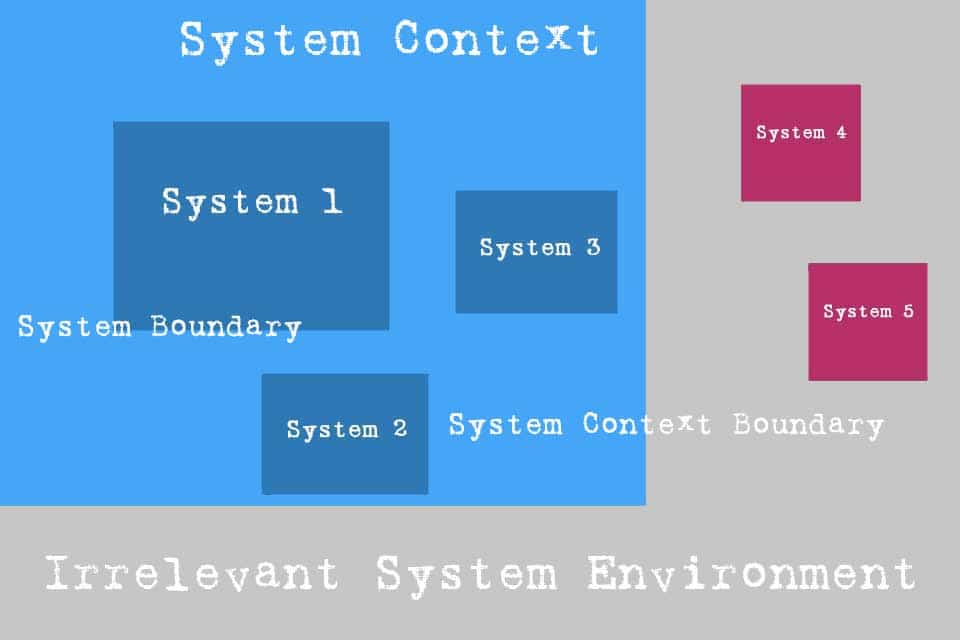 System Context
System 4
System 1
System 3
System 5
System Boundary
System 2
System Context Boundary
Irrelevant System Environment